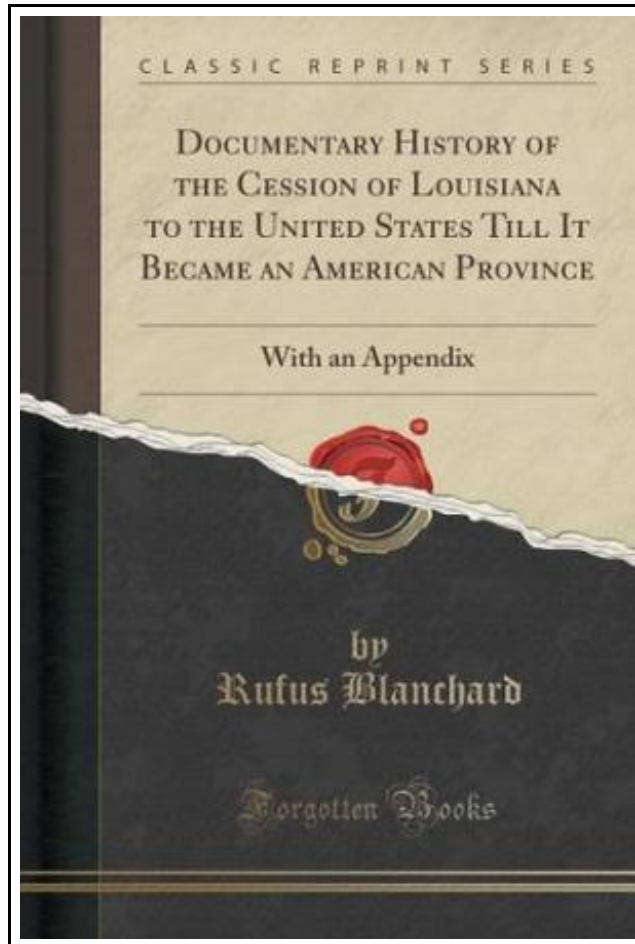 CLASSIC REPRINT SERIES
DOCUMENTARY HISTORY OF
THE CESSION OF LOUISIANA
TO THE UNITED STATES TILL IT
BECAME AN AMERICAN PROVINCE
With an Appendix
by
Rufus Blanchard
Forgotten Books